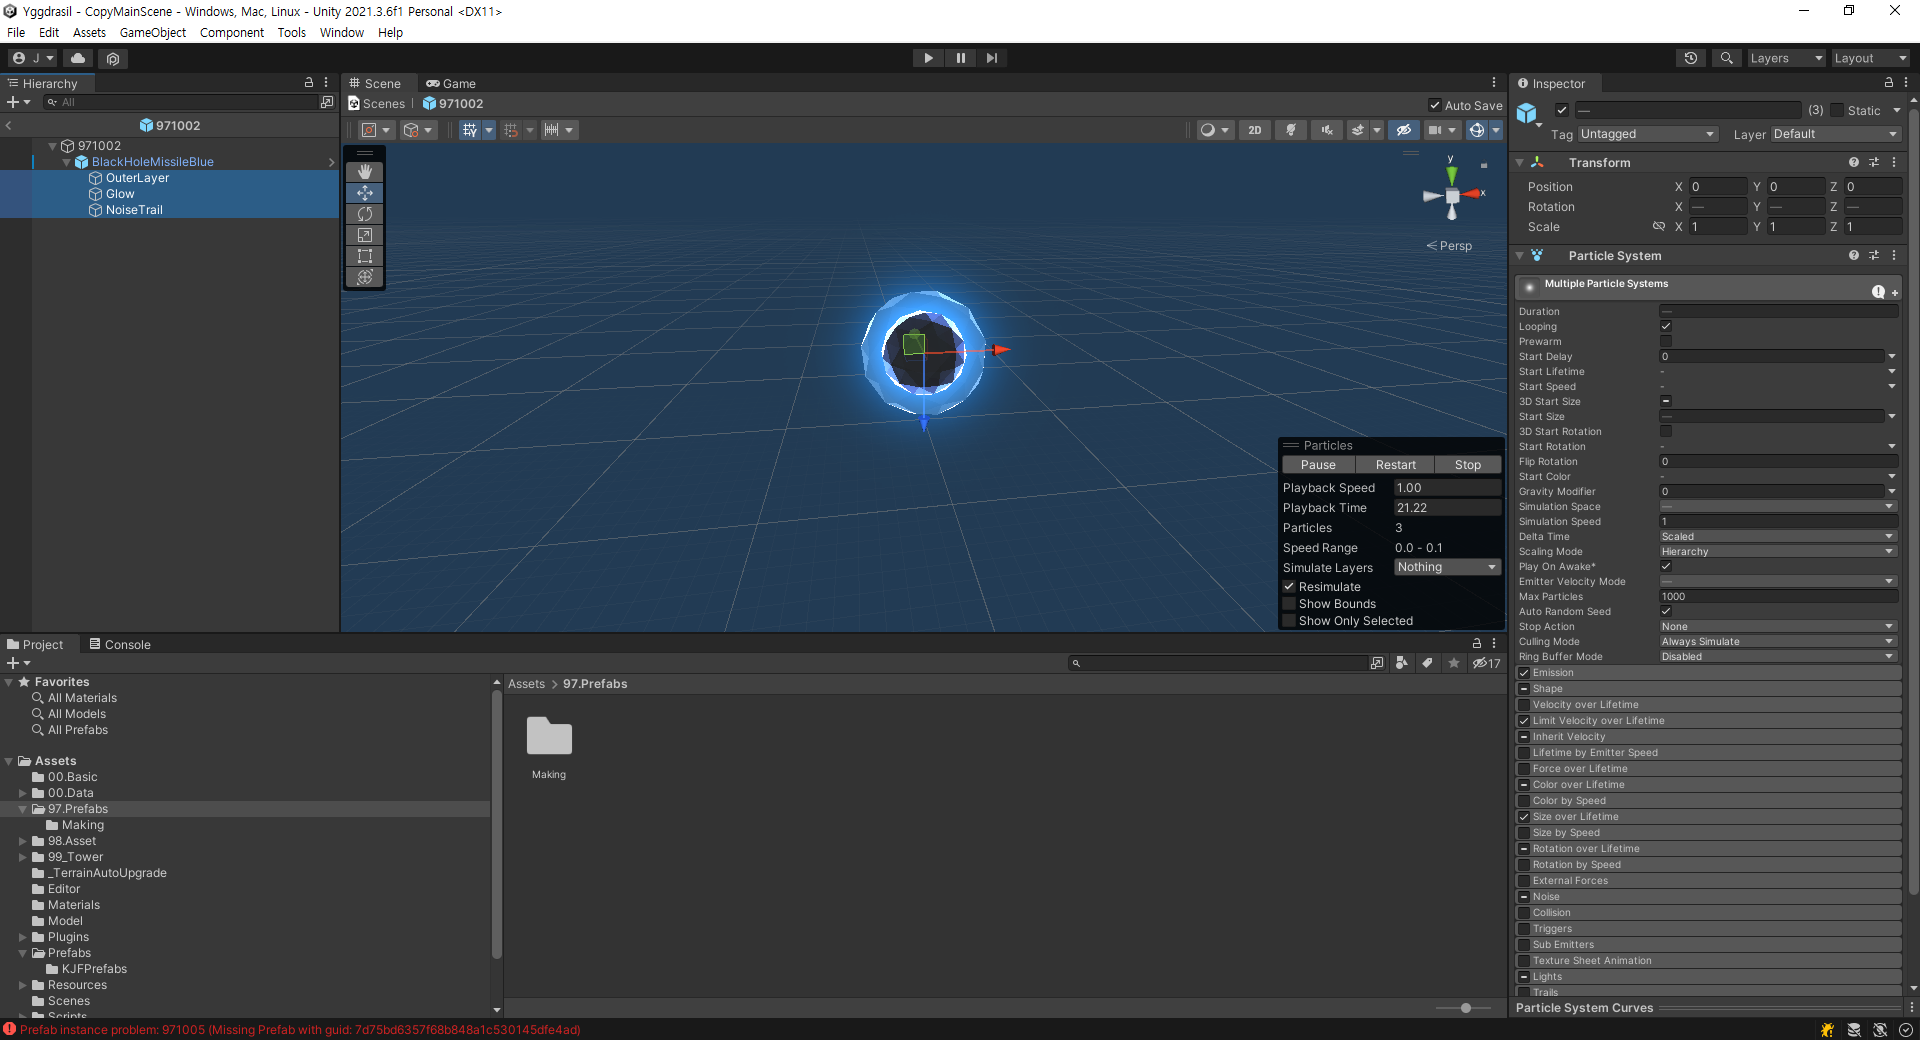 Yggdrasil - CopyMainScene - Windows, Mac, Linux - Unity 2021.3.6f1 Personal <DX11>
File Edit Assets GameObject Component Tools Window Help
J
Layers Layout
Hierarchy
All
971002
971002
BlackHoleMissileBlue
OuterLayer
Glow
NoiseTrail
Scene Game
Scenes 971002
Auto Save
2D
y
x
Persp
Particles
Pause Restart Stop
Playback Speed 1.00
Playback Time 21.22
Particles 3
Speed Range 0.0 - 0.1
Simulate Layers Nothing
Resimulate
Show Bounds
Show Only Selected
Inspector
— (3) Static
Tag Untagged Layer Default
Transform
Position X 0 Y 0 Z 0
Rotation X — Y — Z —
Scale X 1 Y 1 Z 1
Particle System
Multiple Particle Systems
Duration —
Looping
Prewarm
Start Delay 0
Start Lifetime -
Start Speed -
3D Start Size
Start Size —
3D Start Rotation
Start Rotation -
Flip Rotation 0
Start Color -
Gravity Modifier 0
Simulation Space —
Simulation Speed 1
Delta Time Scaled
Scaling Mode Hierarchy
Play On Awake*
Emitter Velocity Mode —
Max Particles 1000
Auto Random Seed
Stop Action None
Culling Mode Always Simulate
Ring Buffer Mode Disabled
Emission
Shape
Velocity over Lifetime
Limit Velocity over Lifetime
Inherit Velocity
Lifetime by Emitter Speed
Force over Lifetime
Color over Lifetime
Color by Speed
Size over Lifetime
Size by Speed
Rotation over Lifetime
Rotation by Speed
External Forces
Noise
Collision
Triggers
Sub Emitters
Texture Sheet Animation
Lights
Trails
Particle System Curves
Project Console
17
Favorites
All Materials
All Models
All Prefabs
Assets
00.Basic
00.Data
97.Prefabs
Making
98.Asset
99_Tower
_TerrainAutoUpgrade
Editor
Materials
Model
Plugins
Prefabs
KJFPrefabs
Resources
Scenes
Scripts
Assets > 97.Prefabs
Making
Prefab instance problem: 971005 (Missing Prefab with guid: 7d75bd6357f68b848a1c530145dfe4ad)